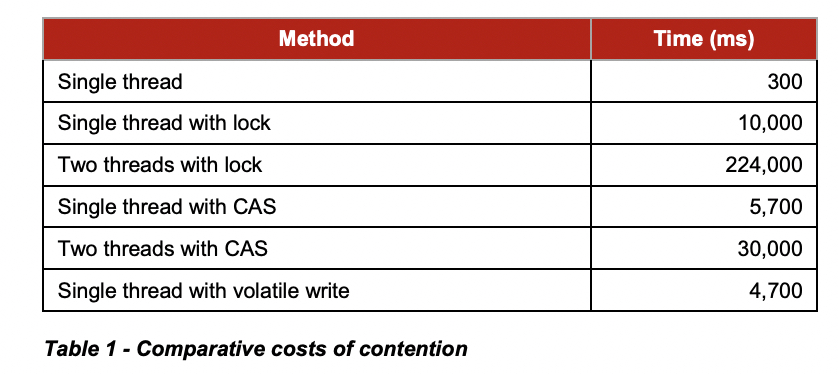 Method Time (ms)
Single thread 300
Single thread with lock 10,000
Two threads with lock 224,000
Single thread with CAS 5,700
Two threads with CAS 30,000
Single thread with volatile write 4,700
Table 1 - Comparative costs of contention